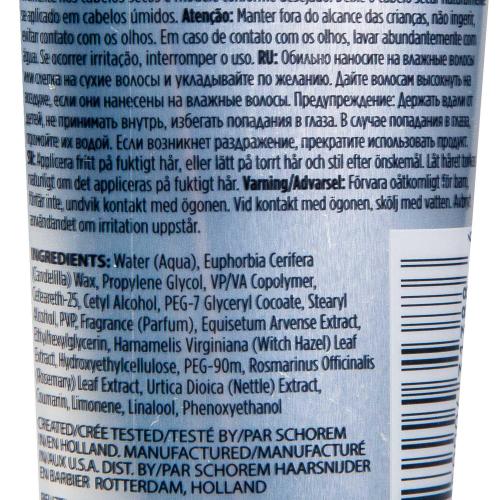 se aplicado em cabelos úmidos. Atenção: Manter fora do alcance das crianças, não ingerir,
evitar contato com os olhos. Em caso de contato com os olhos, lavar abundantemente com
água. Se ocorrer irritação, interromper o uso. RU: Обильно наносите на влажные волосы
или слегка на сухие волосы и укладывайте по желанию. Дайте волосам высохнуть на
воздухе, если они нанесены на влажные волосы. Предупреждение: Держать вдали от
детей, не принимать внутрь, избегать попадания в глаза. В случае попадания в глаза,
промойте их водой. Если возникнет раздражение, прекратите использовать продукт.
Applicera fritt på fuktigt hår, eller lätt på torrt hår och stil efter önskemål. Låt håret torka
naturligt om det appliceras på fuktigt hår. Varning/Advarsel: Förvara oåtkomligt för barn,
förtär inte, undvik kontakt med ögonen. Vid kontakt med ögonen, skölj med vatten. Avbryt
användandet om irritation uppstår.
INGREDIENTS: Water (Aqua), Euphorbia Cerifera
(Candelilla) Wax, Propylene Glycol, VP/VA Copolymer,
Ceteareth-25, Cetyl Alcohol, PEG-7 Glyceryl Cocoate, Stearyl
Alcohol, PVP, Fragrance (Parfum), Equisetum Arvense Extract,
Ethylhexylglycerin, Hamamelis Virginiana (Witch Hazel) Leaf
Extract, Hydroxyethylcellulose, PEG-90m, Rosmarinus Officinalis
(Rosemary) Leaf Extract, Urtica Dioica (Nettle) Extract,
Coumarin, Limonene, Linalool, Phenoxyethanol
CREATED/CRÉÉ TESTED/TESTÉ BY/PAR SCHOREM
IN/EN HOLLAND. MANUFACTURED/MANUFACTURÉ
IN/AUX U.S.A. DIST. BY/PAR SCHOREM HAARSNIJDER
EN BARBIER ROTTERDAM, HOLLAND